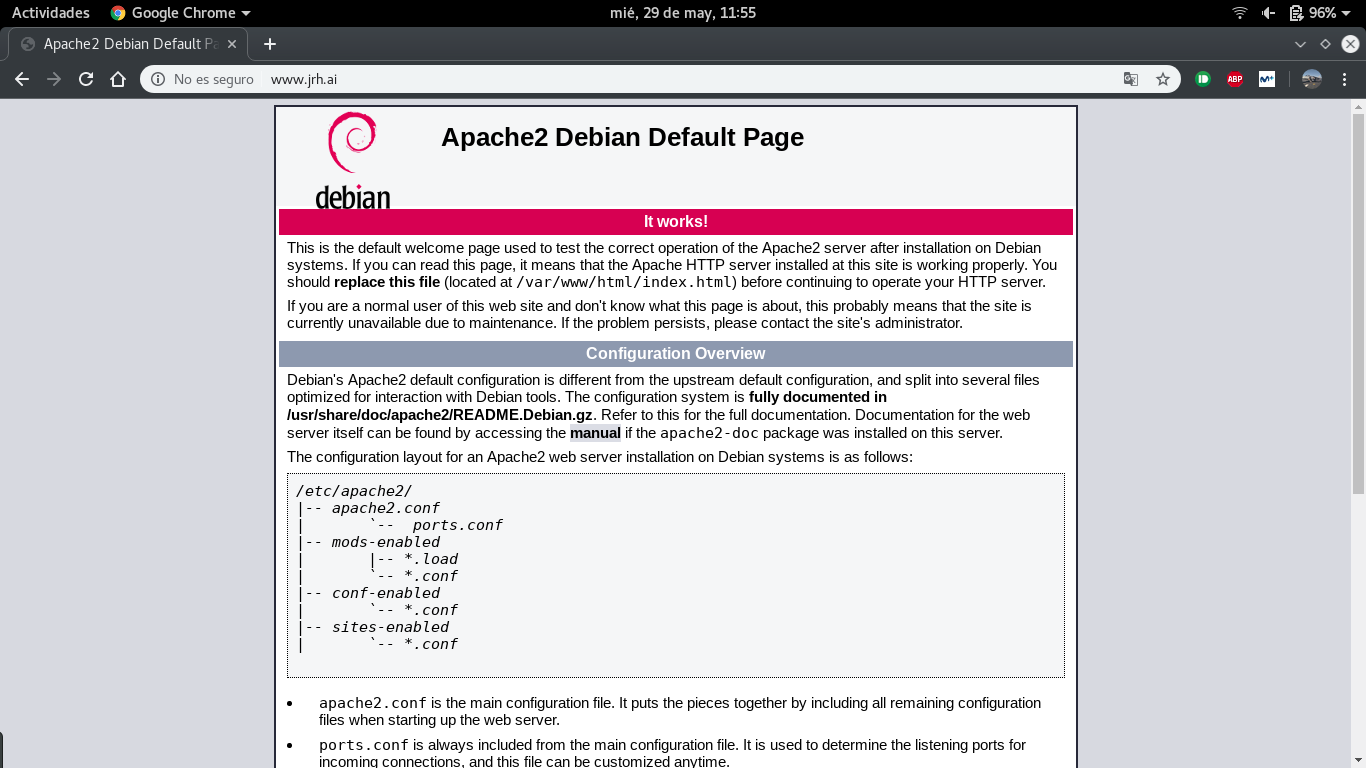 Actividades Google Chrome mié, 29 de may, 11:55 96%
Apache2 Debian Default Pa
No es seguro www.jrh.ai ABP
debian
Apache2 Debian Default Page
It works!
This is the default welcome page used to test the correct operation of the Apache2 server after installation on Debian
systems. If you can read this page, it means that the Apache HTTP server installed at this site is working properly. You
should replace this file (located at /var/www/html/index.html) before continuing to operate your HTTP server.
If you are a normal user of this web site and don't know what this page is about, this probably means that the site is
currently unavailable due to maintenance. If the problem persists, please contact the site's administrator.
Configuration Overview
Debian's Apache2 default configuration is different from the upstream default configuration, and split into several files
optimized for interaction with Debian tools. The configuration system is fully documented in
/usr/share/doc/apache2/README.Debian.gz. Refer to this for the full documentation. Documentation for the web
server itself can be found by accessing the manual if the apache2-doc package was installed on this server.
The configuration layout for an Apache2 web server installation on Debian systems is as follows:
/etc/apache2/
|-- apache2.conf
|       `--  ports.conf
|-- mods-enabled
|       |-- *.load
|       `-- *.conf
|-- conf-enabled
|       `-- *.conf
|-- sites-enabled
|       `-- *.conf
• apache2.conf is the main configuration file. It puts the pieces together by including all remaining configuration
files when starting up the web server.
• ports.conf is always included from the main configuration file. It is used to determine the listening ports for
incoming connections, and this file can be customized anytime.